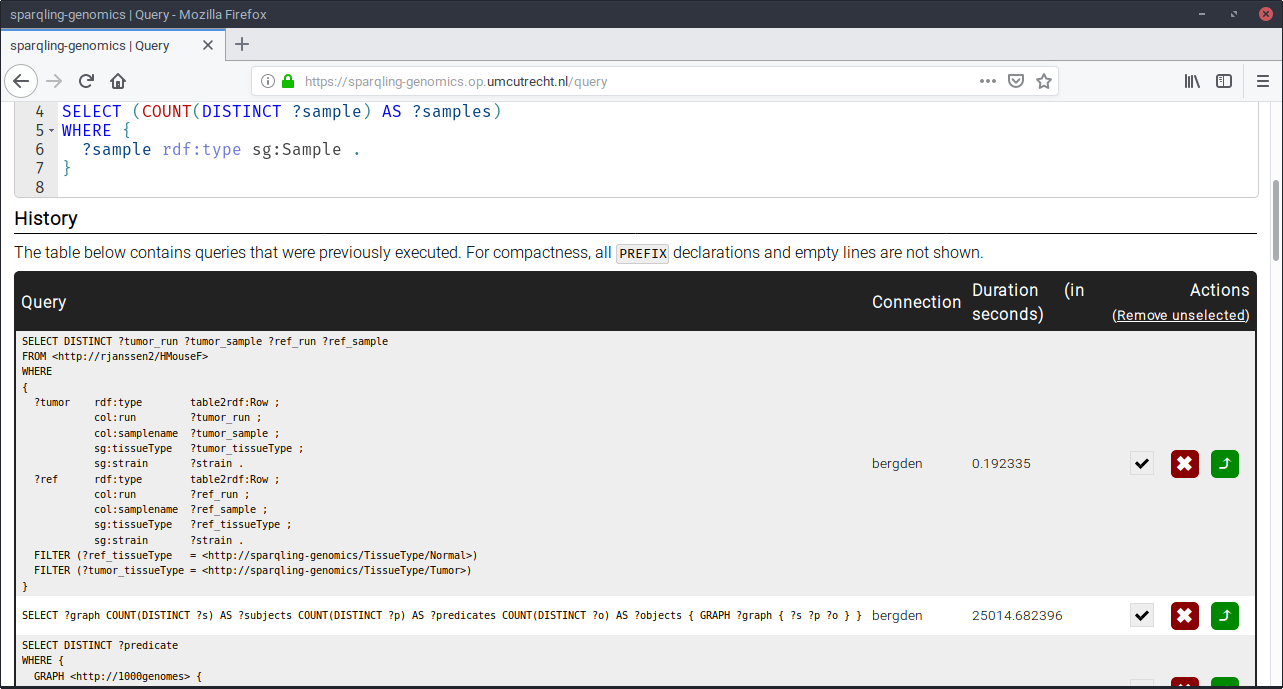 sparqling-genomics | Query - Mozilla Firefox
sparqling-genomics | Query
https://sparqling-genomics.op.umcutrecht.nl/query
4 SELECT (COUNT(DISTINCT ?sample) AS ?samples)
5 WHERE {
6 ?sample rdf:type sg:Sample .
7 }
8
History
The table below contains queries that were previously executed. For compactness, all PREFIX declarations and empty lines are not shown.
Query Connection Duration (in seconds) Actions
(Remove unselected)
SELECT DISTINCT ?tumor_run ?tumor_sample ?ref_run ?ref_sample
FROM <http://rjanssen2/HMouseF>
WHERE
{
?tumor rdf:type table2rdf:Row ;
col:run ?tumor_run ;
col:samplename ?tumor_sample ;
sg:tissueType ?tumor_tissueType ;
sg:strain ?strain .
?ref rdf:type table2rdf:Row ;
col:run ?ref_run ;
col:samplename ?ref_sample ;
sg:tissueType ?ref_tissueType ;
sg:strain ?strain .
FILTER (?ref_tissueType = <http://sparqling-genomics/TissueType/Normal>)
FILTER (?tumor_tissueType = <http://sparqling-genomics/TissueType/Tumor>)
}
bergden 0.192335
SELECT ?graph COUNT(DISTINCT ?s) AS ?subjects COUNT(DISTINCT ?p) AS ?predicates COUNT(DISTINCT ?o) AS ?objects { GRAPH ?graph { ?s ?p ?o } } bergden 25014.682396
SELECT DISTINCT ?predicate
WHERE {
GRAPH <http://1000genomes> {